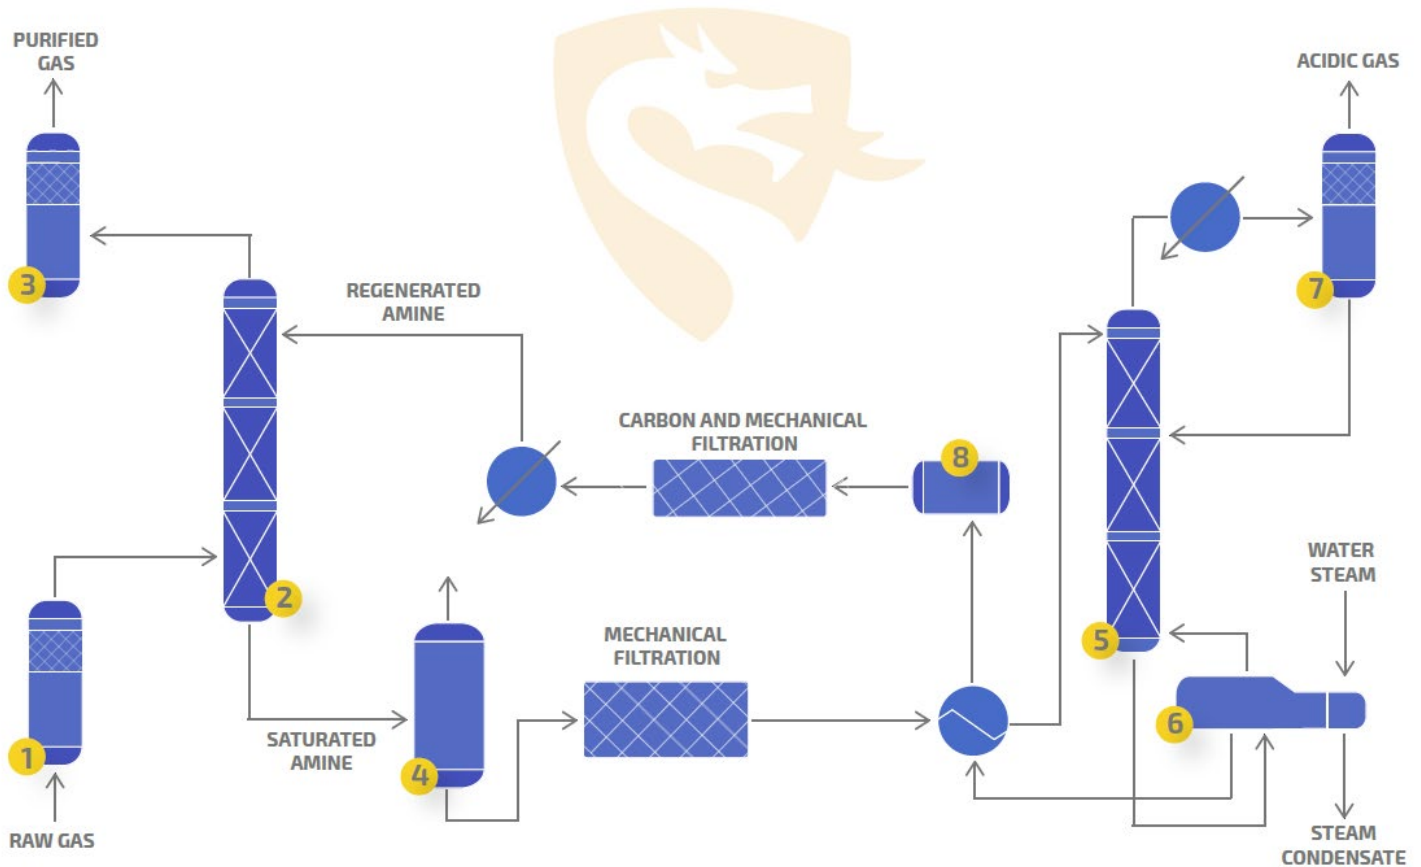 PURIFIED
GAS
ACIDIC GAS
3
7
REGENERATED
AMINE
CARBON AND MECHANICAL
FILTRATION
8
WATER
STEAM
2
MECHANICAL
FILTRATION
5
6
SATURATED
AMINE
1
4
RAW GAS
STEAM
CONDENSATE